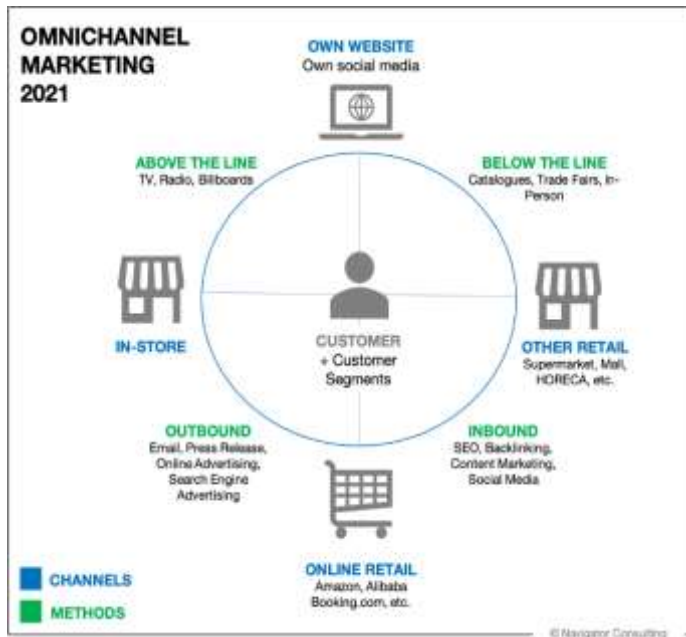 OMNICHANNEL
MARKETING
2021
OWN WEBSITE
Own social media
ABOVE THE LINE
TV, Radio, Billboards
BELOW THE LINE
Catalogues, Trade Fairs, In-
Person
IN-STORE
CUSTOMER
+ Customer
Segments
OTHER RETAIL
Supermarket, Mall,
HORECA, etc.
OUTBOUND
Email, Press Release,
Online Advertising,
Search Engine
Advertising
INBOUND
SEO, Backlinking,
Content Marketing,
Social Media
ONLINE RETAIL
Amazon, Alibaba
Booking.com, etc.
CHANNELS
METHODS
© Navigator Consulting